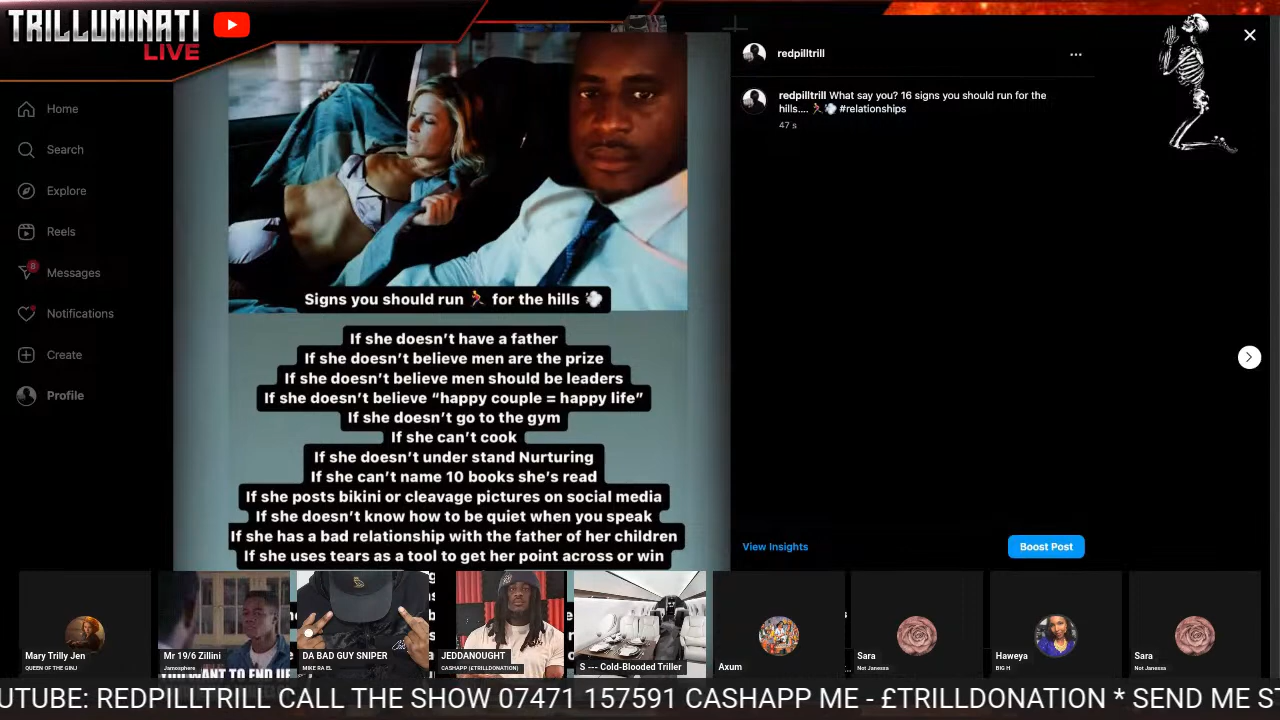 TRILLUMINATI
LIVE
redpilltrill
redpilltrill What say you? 16 signs you should run for the
hills.... 🏃💨 #relationships
47 s
Home
Search
Explore
Reels
8
Messages
Notifications
Create
Profile
Signs you should run 🏃 for the hills 💨
If she doesn't have a father
If she doesn't believe men are the prize
If she doesn't believe men should be leaders
If she doesn't believe “happy couple = happy life”
If she doesn't go to the gym
If she can't cook
If she doesn't under stand Nurturing
If she can't name 10 books she's read
If she posts bikini or cleavage pictures on social media
If she doesn't know how to be quiet when you speak
If she has a bad relationship with the father of her children
If she uses tears as a tool to get her point across or win
View Insights
Boost Post
Mary Trilly Jen
QUEEN OF THE GINJ
Mr 19/6 Zillini
Jamosphere
DA BAD GUY SNIPER
MIKE RA EL
JEDDANOUGHT
CASHAPP (£TRILLDONATION)
S --- Cold-Blooded Triller
Axum
Sara
Not Janessa
Haweya
BIG H
Sara
Not Janessa
UTUBE: REDPILLTRILL CALL THE SHOW 07471 157591 CASHAPP ME - £TRILLDONATION * SEND ME ST